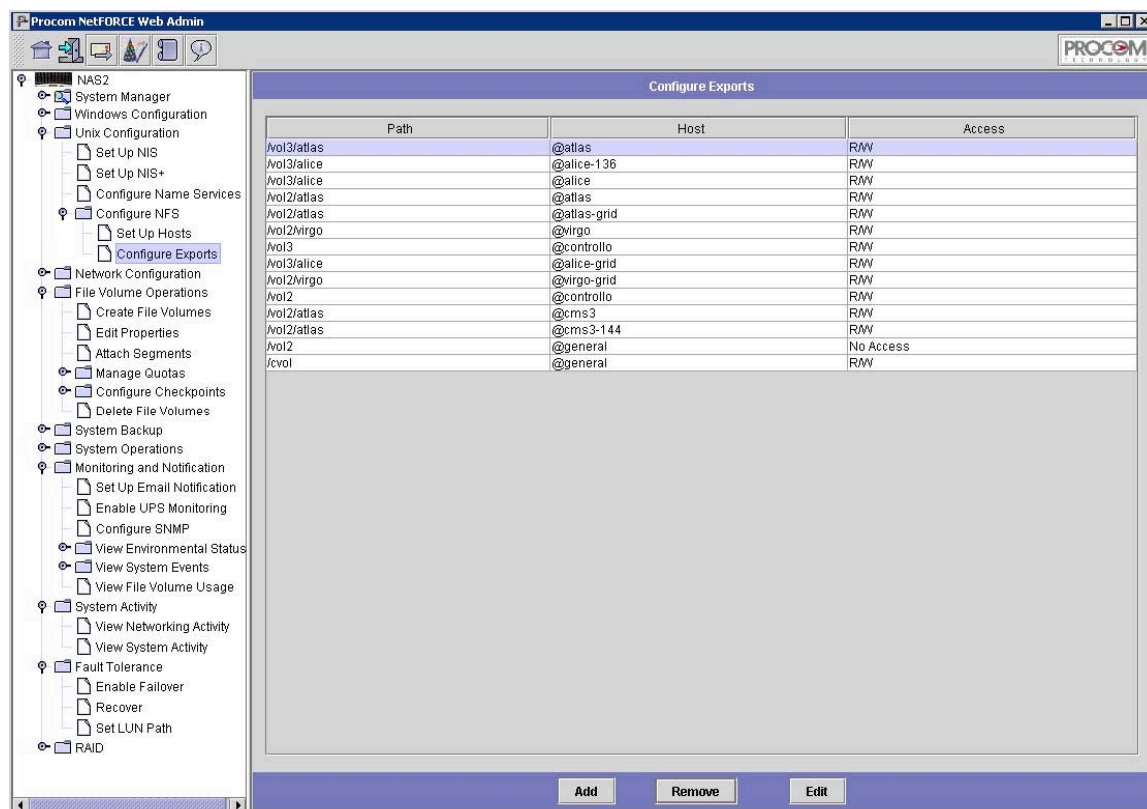 Procom NetFORCE Web Admin
PROCOM
TECHNOLOGY
NAS2
System Manager
Windows Configuration
Unix Configuration
Set Up NIS
Set Up NIS+
Configure Name Services
Configure NFS
Set Up Hosts
Configure Exports
Network Configuration
File Volume Operations
Create File Volumes
Edit Properties
Attach Segments
Manage Quotas
Configure Checkpoints
Delete File Volumes
System Backup
System Operations
Monitoring and Notification
Set Up Email Notification
Enable UPS Monitoring
Configure SNMP
View Environmental Status
View System Events
View File Volume Usage
System Activity
View Networking Activity
View System Activity
Fault Tolerance
Enable Failover
Recover
Set LUN Path
RAID
Configure Exports
Path Host Access
/vol3/atlas @atlas R/W
/vol3/alice @alice-136 R/W
/vol3/alice @alice R/W
/vol2/atlas @atlas R/W
/vol2/atlas @atlas-grid R/W
/vol2/virgo @virgo R/W
/vol3 @controllo R/W
/vol3/alice @alice-grid R/W
/vol2/virgo @virgo-grid R/W
/vol2 @controllo R/W
/vol2/atlas @cms3 R/W
/vol2/atlas @cms3-144 R/W
/vol2 @general No Access
/cvol @general R/W
Add Remove Edit